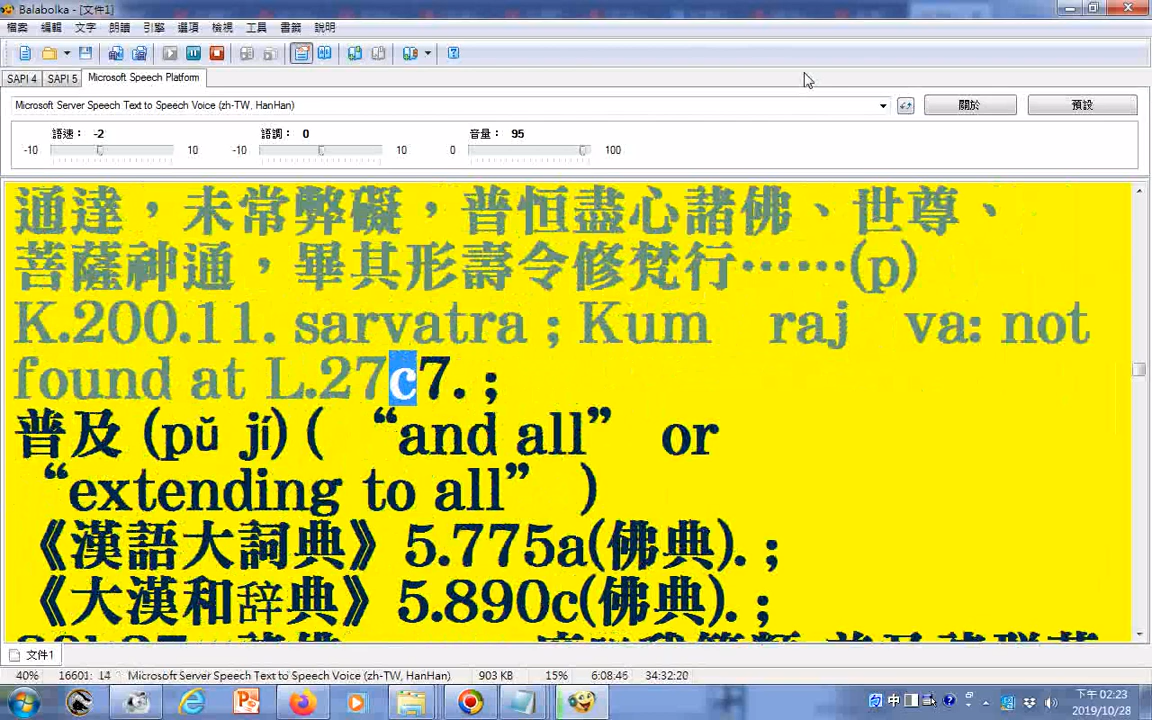 Balabolka - [文件1]
檔案 編輯 文字 朗讀 引擎 選項 檢視 工具 書籤 說明
SAPI 4 SAPI 5 Microsoft Speech Platform
Microsoft Server Speech Text to Speech Voice (zh-TW, HanHan) 關於 預設
語速： -2 語調： 0 音量： 95
-10 10 -10 10 0 100
通達，未常弊礙，普恒盡心諸佛、世尊、
菩薩神通，畢其形壽令修梵行……(p)
K.200.11. sarvatra ; Kum raj va: not
found at L.27c7. ;
普及 (pǔ jí) ( “and all” or
“extending to all” )
《漢語大詞典》 5.775a(佛典). ;
《大漢和辞典》 5.890c(佛典). ;
文件1
40% 16601: 14 Microsoft Server Speech Text to Speech Voice (zh-TW, HanHan) 903 KB 15% 6:08:46 34:32:20
中
下午 02:23
2019/10/28